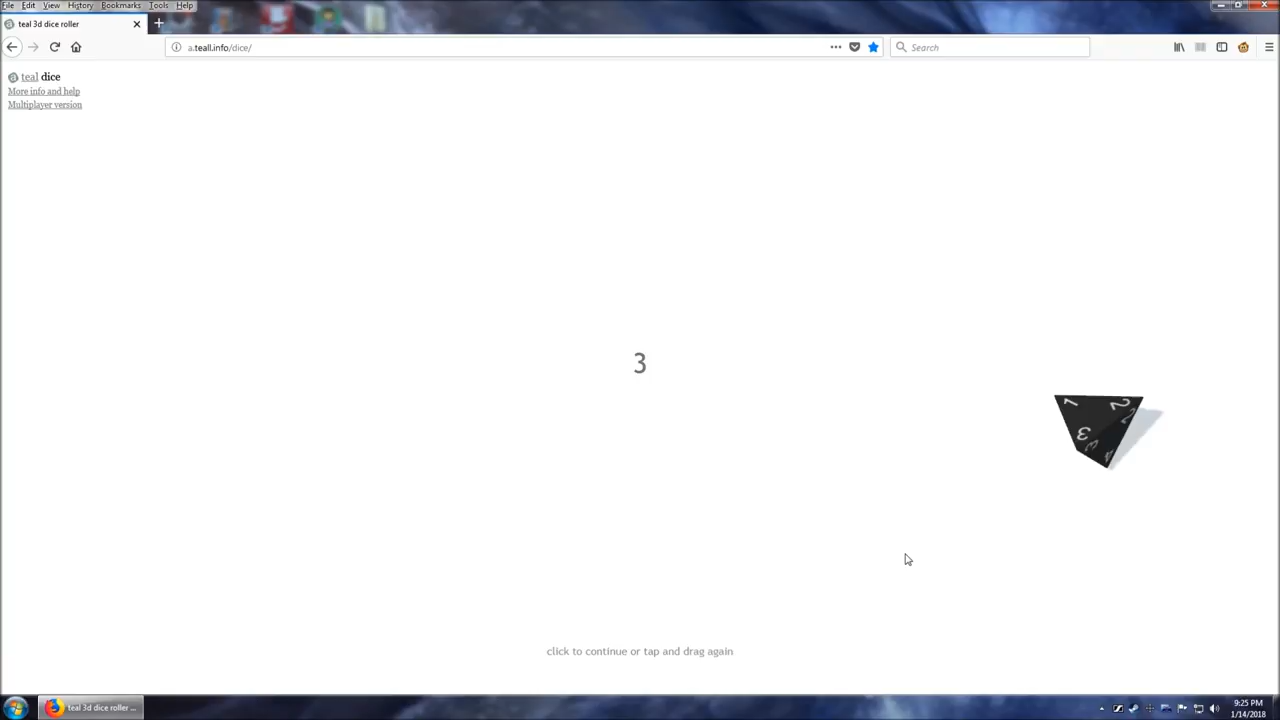 File Edit View History Bookmarks Tools Help
teal 3d dice roller
a.teall.info/dice/
Search
teal dice
More info and help
Multiplayer version
3
1 2
2
3
3
click to continue or tap and drag again
teal 3d dice roller ...
9:25 PM
1/14/2018